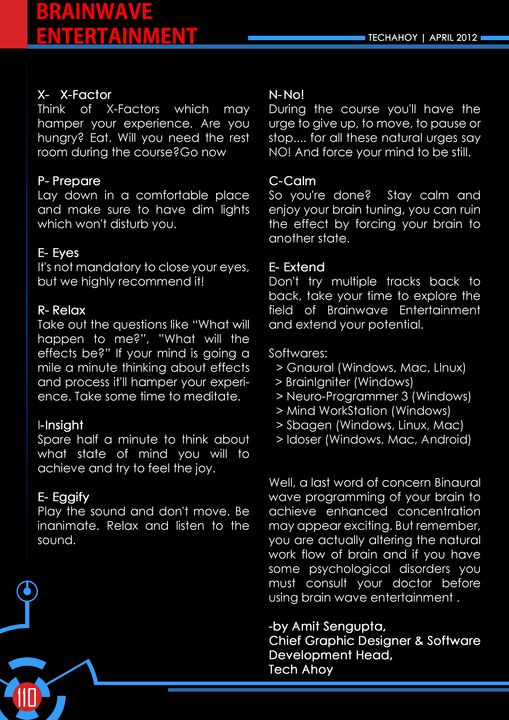 BRAINWAVE
ENTERTAINMENT
TECHAHOY | APRIL 2012
X- X-Factor
Think of X-Factors which may
hamper your experience. Are you
hungry? Eat. Will you need the rest
room during the course?Go now
P- Prepare
Lay down in a comfortable place
and make sure to have dim lights
which won't disturb you.
E- Eyes
It's not mandatory to close your eyes,
but we highly recommend it!
R- Relax
Take out the questions like “What will
happen to me?”, ”What will the
effects be?” If your mind is going a
mile a minute thinking about effects
and process it'll hamper your experi-
ence. Take some time to meditate.
I-Insight
Spare half a minute to think about
what state of mind you will to
achieve and try to feel the joy.
E- Eggify
Play the sound and don't move. Be
inanimate. Relax and listen to the
sound.
N-No!
During the course you'll have the
urge to give up, to move, to pause or
stop.... for all these natural urges say
NO! And force your mind to be still.
C-Calm
So you're done? Stay calm and
enjoy your brain tuning, you can ruin
the effect by forcing your brain to
another state.
E- Extend
Don't try multiple tracks back to
back, take your time to explore the
field of Brainwave Entertainment
and extend your potential.
Softwares:
> Gnaural (Windows, Mac, LInux)
> BrainIgniter (Windows)
> Neuro-Programmer 3 (Windows)
> Mind WorkStation (Windows)
> Sbagen (Windows, Linux, Mac)
> Idoser (Windows, Mac, Android)
Well, a last word of concern Binaural
wave programming of your brain to
achieve enhanced concentration
may appear exciting. But remember,
you are actually altering the natural
work flow of brain and if you have
some psychological disorders you
must consult your doctor before
using brain wave entertainment .
-by Amit Sengupta,
Chief Graphic Designer & Software
Development Head,
Tech Ahoy
110